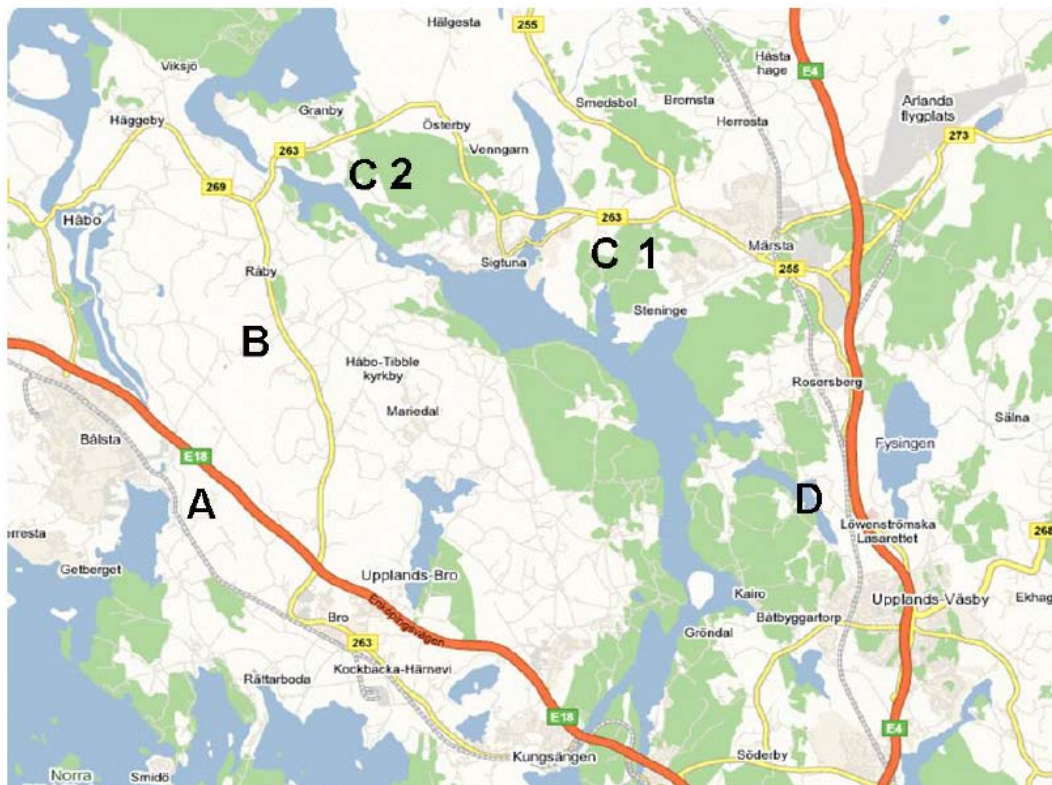 Hälgesta
255
Viksjö
Håsta
hage
E4
Granby
Smedsbol
Bromsta
Arlanda
flygplats
Häggeby
Österby
Herresta
273
263
Venngarn
C 2
269
Håbo
263
C 1
Märsta
Sigtuna
255
Råby
Steninge
B
Håbo-Tibble
kyrkby
Rosersberg
Mariedal
Sälna
Bålsta
Fysingen
E18
A
D
Löwenströmska
Lasarettet
rresta
268
Getberget
Upplands-Bro
Kairo
Upplands-Väsby
Ekhag
Enköpingsvägen
Bro
Båtbyggartorp
263
Gröndal
Kockbacka-Härnevi
Rättarboda
E18
E4
Kungsängen
Söderby
Norra
Smidö